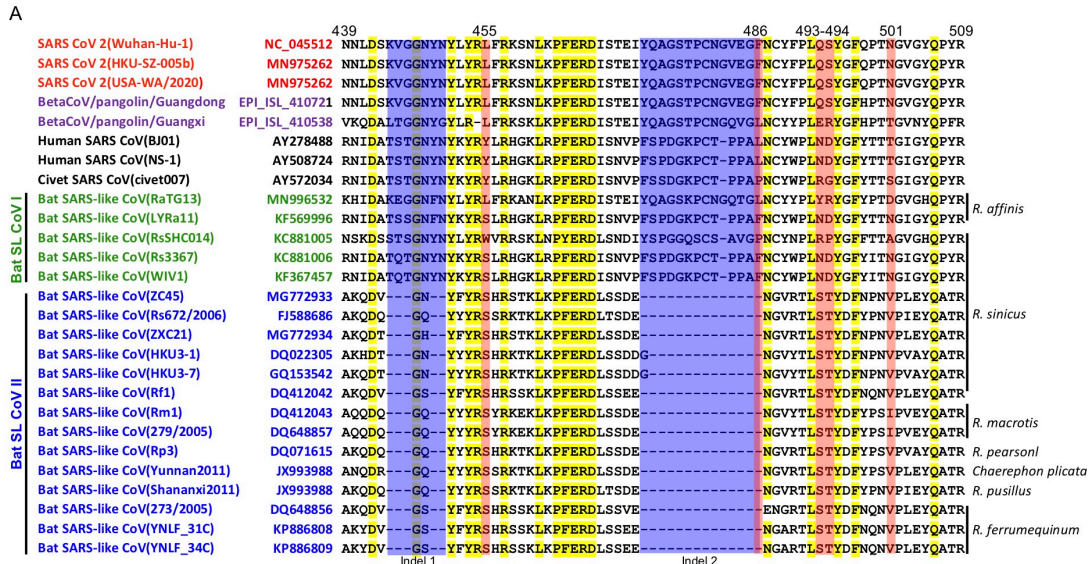 A
439 455 486 493-494 501 509
SARS CoV 2(Wuhan-Hu-1) NC_045512 NNLDSKVGGNYNYLYRLFRKSNLKPFERDISTEIYQAGSTPCNGVEGFNCYFPLQSYGFQPTNGVGYQPYR
SARS CoV 2(HKU-SZ-005b) MN975262 NNLDSKVGGNYNYLYRLFRKSNLKPFERDISTEIYQAGSTPCNGVEGFNCYFPLQSYGFQPTNGVGYQPYR
SARS CoV 2(USA-WA/2020) MN975262 NNLDSKVGGNYNYLYRLFRKSNLKPFERDISTEIYQAGSTPCNGVEGFNCYFPLQSYGFQPTNGVGYQPYR
BetaCoV/pangolin/Guangdong EPI_ISL_410721 NNLDSKVGGNYNYLYRLFRKSNLKPFERDISTEIYQAGSTPCNGVEGFNCYFPLQSYGFHPTNGVGYQPYR
BetaCoV/pangolin/Guangxi EPI_ISL_410538 VKQDALTGGNYGYLR-LFRKSKLKPFERDISTEIYQAGSTPCNGQVGLNCYYPLERYGFHPTTGVNYQPYR
Human SARS CoV(BJ01) AY278488 RNIDATSTGNYNYKYRYLRHGKLRPFERDISNVPFSPDGKPCT-PPALNCYWPLNDYGFYTTTGIGYQPYR
Human SARS CoV(NS-1) AY508724 RNIDATSTGNYNYKYRYLRHGKLRPFERDISNVPFSPDGKPCT-PPALNCYWPLNDYGFYTTTGIGYQPYR
Civet SARS CoV(civet007) AY572034 RNIDATSTGNYNYKYRYLRHGKLRPFERDISNVPFSSDGKPCT-PPAPNCYWPLRGYGFYTTSGIGYQPYR
Bat SL CoV I
Bat SARS-like CoV(RaTG13) MN996532 KHIDAKEGGNFNYLYRLFRKANLKPFERDISTEIYQAGSKPCNGQTGLNCYYPLYRYGFYPTDGVGHQPYR
Bat SARS-like CoV(LYRa11) KF569996 RNIDATSTGNYNYKYRSLRHGKLRPFERDISNVPFSPDGKPCT-PPAFNCYWPLNDYGFYTTNGIGYQPYR
R. affinis
Bat SARS-like CoV(RsSHC014) KC881005 NSKDSSTSGNYNYLYRWVRRSKLNPYERDLSNDIYSPGGQSCS-AVGPNCYNPLRPYGFFTTAGVGHQPYR
Bat SARS-like CoV(Rs3367) KC881006 RNIDATQTGNYNYKYRSLRHGKLRPFERDISNVPFSPDGKPCT-PPAFNCYWPLNDYGFYITNGIGYQPYR
Bat SARS-like CoV(WIV1) KF367457 RNIDATQTGNYNYKYRSLRHGKLRPFERDISNVPFSPDGKPCT-PPAFNCYWPLNDYGFYITNGIGYQPYR
Bat SL CoV II
Bat SARS-like CoV(ZC45) MG772933 AKQDV---GN--YFYRSHRSTKLKPFERDLSSDE------------NGVRTLSTYDFNPNVPLEYQATR
Bat SARS-like CoV(Rs672/2006) FJ588686 AKQDQ---GQ--YYYRSSRKTKLKPFERDLTSDE------------NGVRTLSTYDFYPNVPIEYQATR
R. sinicus
Bat SARS-like CoV(ZXC21) MG772934 AKQDT---GH--YFYRSHRSTKLKPFERDLSSDE------------NGVRTLSTYDFNPNVPLEYQATR
Bat SARS-like CoV(HKU3-1) DQ022305 AKHDT---GN--YYYRSHRKTKLKPFERDLSSDDG-----------NGVYTLSTYDFNPNVPVAYQATR
Bat SARS-like CoV(HKU3-7) GQ153542 AKQDT---GN--YYYRSHRKTKLKPFERDLSSDDG-----------NGVYTLSTYDFNPNVPVAYQATR
Bat SARS-like CoV(Rf1) DQ412042 AKQDV---GS--YFYRSHRSSKLKPFERDLSSEE------------NGVRTLSTYDFNQNVPLEYQATR
Bat SARS-like CoV(Rm1) DQ412043 AQQDQ---GQ--YYYRSYRKEKLKPFERDLSSDE------------NGVYTLSTYDFYPSIPVEYQATR
Bat SARS-like CoV(279/2005) DQ648857 AQQDQ---GQ--YYYRSYRKEKLKPFERDLSSDE------------NGVYTLSTYDFYPSIPVEYQATR
R. macrotis
Bat SARS-like CoV(Rp3) DQ071615 AKQDQ---GQ--YYYRSHRKTKLKPFERDLSSDE------------NGVRTLSTYDFYPSVPVAYQATR R. pearsonl
Bat SARS-like CoV(Yunnan2011) JX993988 ANQDR---GQ--YYYRSSRKTKLKPFERDLTSDE------------NGVRTLSTYDFYPSVPLEYQATR Chaerephon plicata
Bat SARS-like CoV(Shananxi2011) JX993988 AKQDQ---GQ--YYYRSSRKTKLKPFERDLTSDE------------NGVRTLSTYDFYPNVPIEYQATR R. pusillus
Bat SARS-like CoV(273/2005) DQ648856 AKQDV---GS--YFYRSHRSSKLKPFERDLSSVE------------ENGRTLSTYDFNQNVPLEYQATR
Bat SARS-like CoV(YNLF_31C) KP886808 AKYDV---GS--YFYRSHRSSKLKPFERDLSSEE------------NGARTLSTYDFNQNVPLEYQATR
R. ferrumequinum
Bat SARS-like CoV(YNLF_34C) KP886809 AKYDV---GS--YFYRSHRSSKLKPFERDLSSEE------------NGARTLSTYDFNQNVPLEYQATR
Indel 1 Indel 2